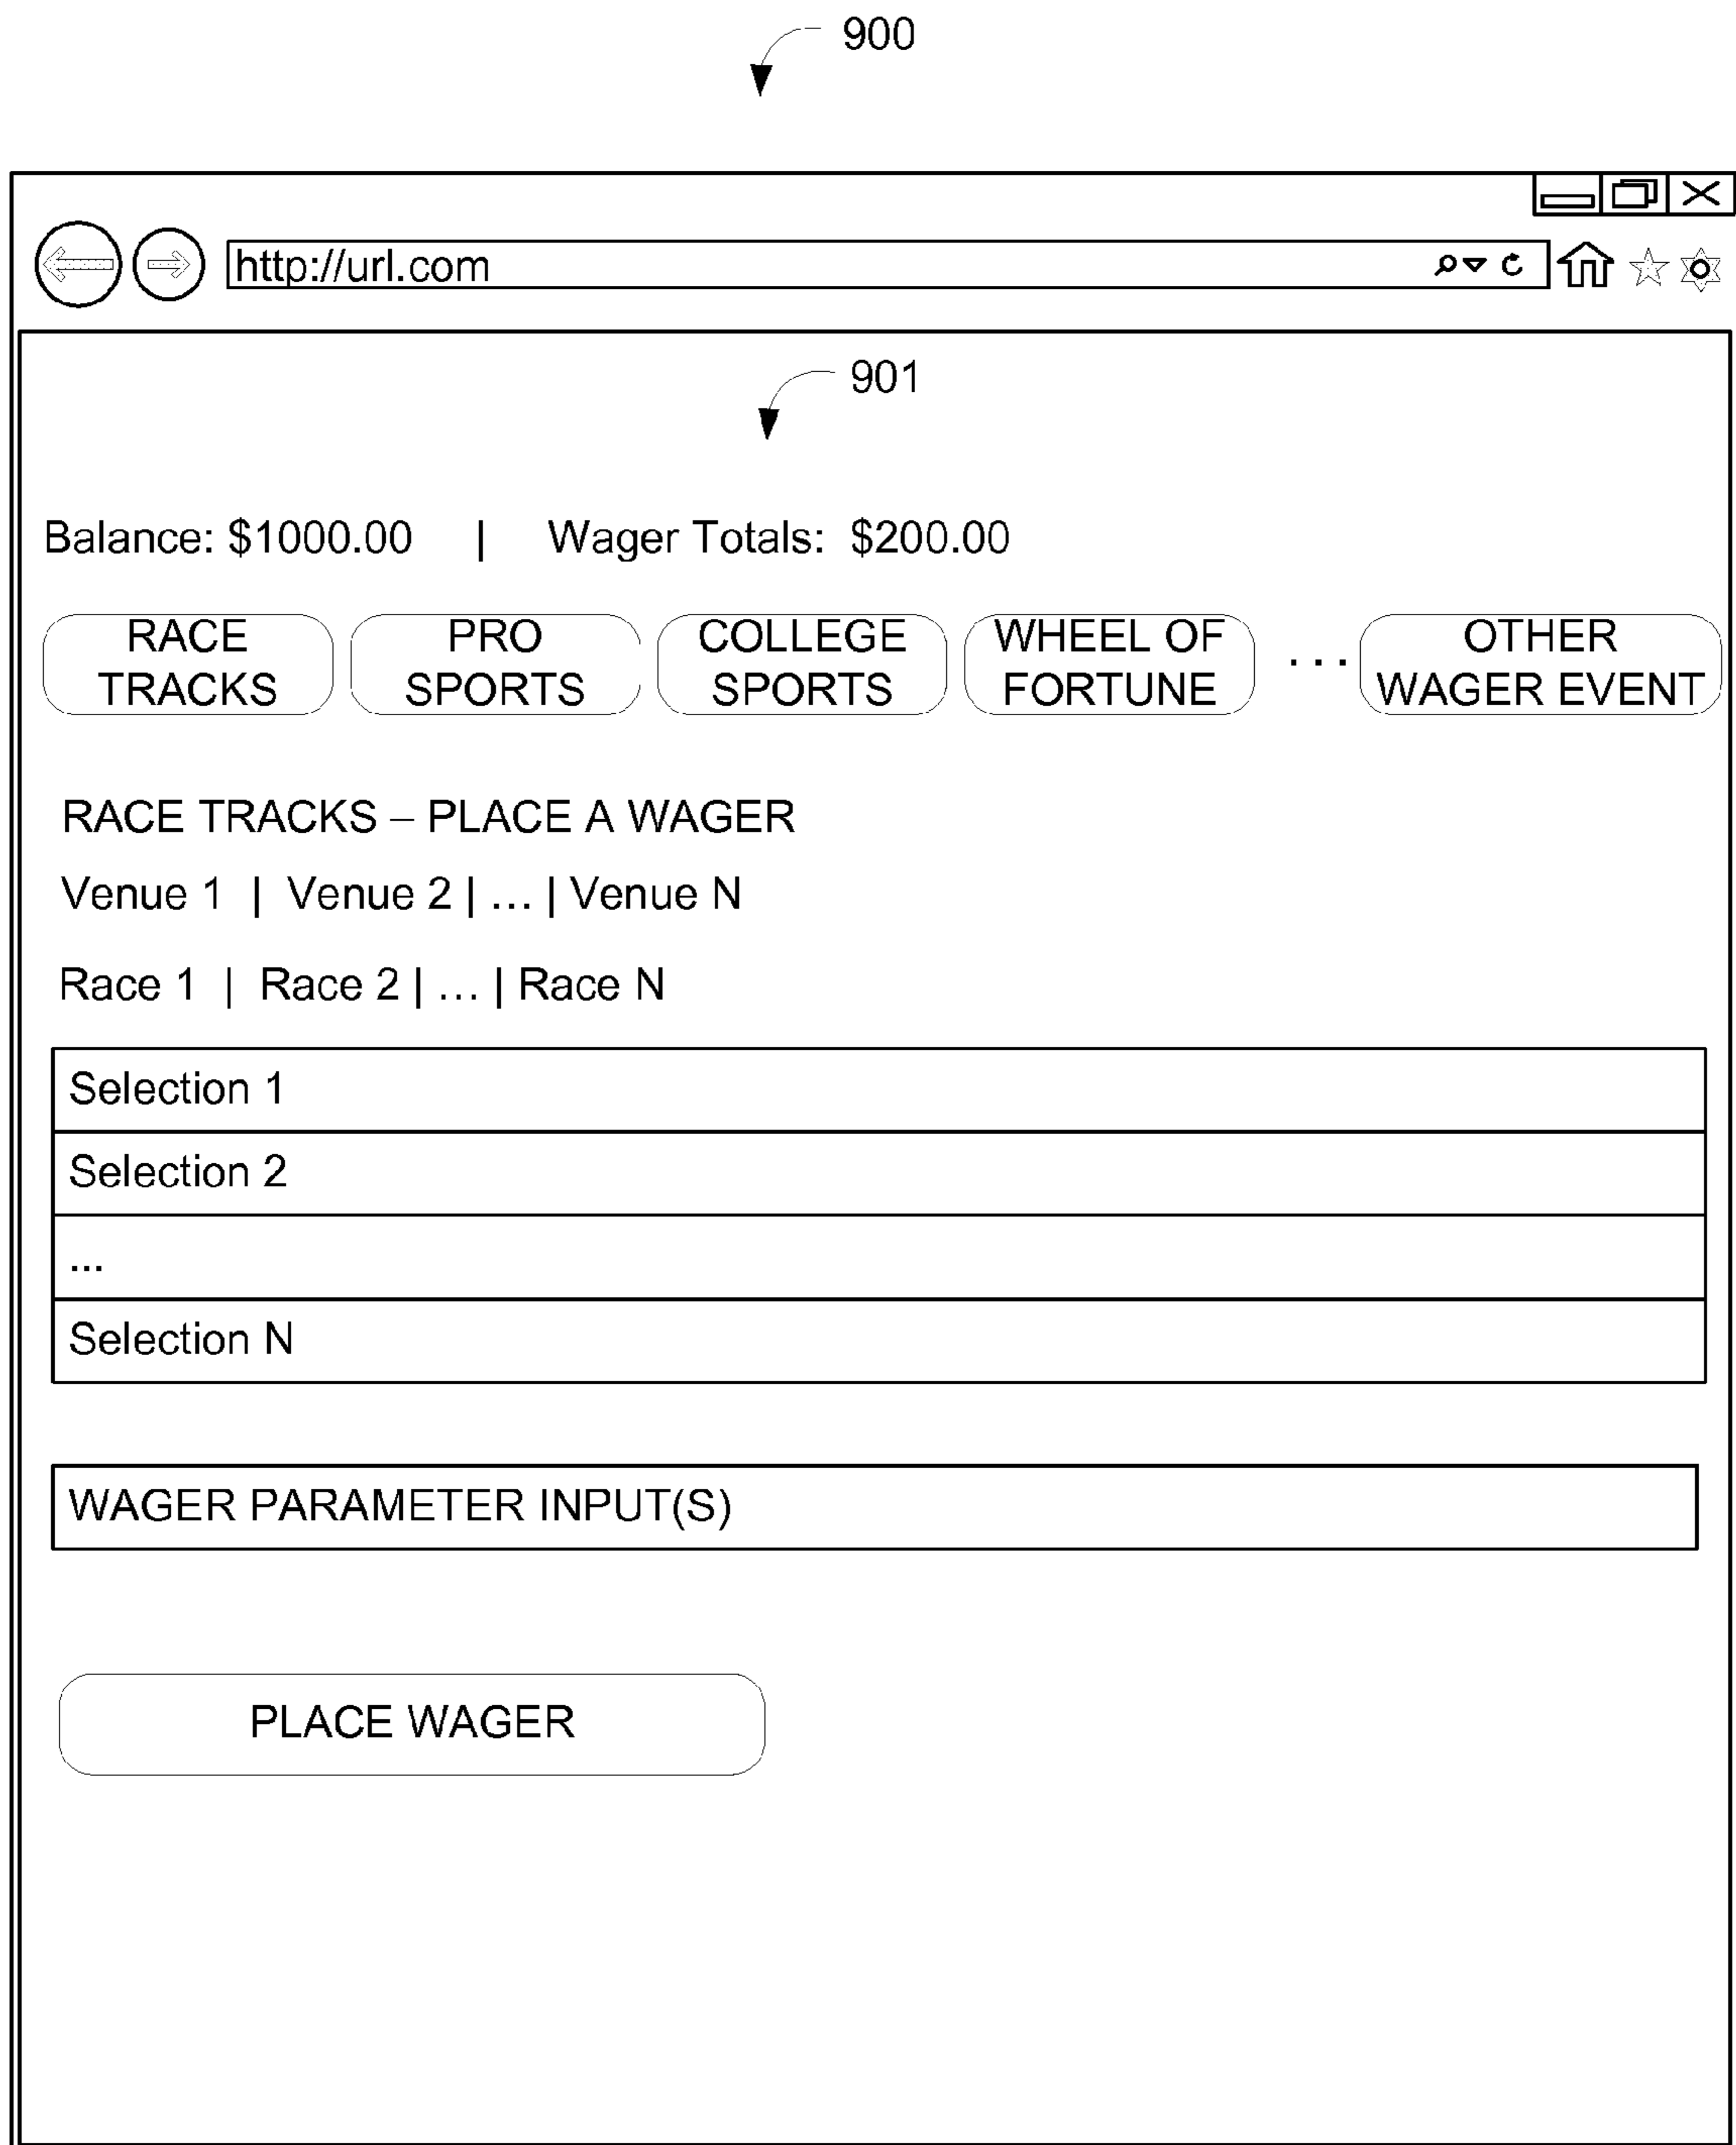 900
http://url.com
901
Balance: $1000.00 | Wager Totals: $200.00
RACE TRACKS
PRO SPORTS
COLLEGE SPORTS
WHEEL OF FORTUNE
...
OTHER WAGER EVENT
RACE TRACKS – PLACE A WAGER
Venue 1 | Venue 2 | ... | Venue N
Race 1 | Race 2 | ... | Race N
Selection 1
Selection 2
...
Selection N
WAGER PARAMETER INPUT(S)
PLACE WAGER